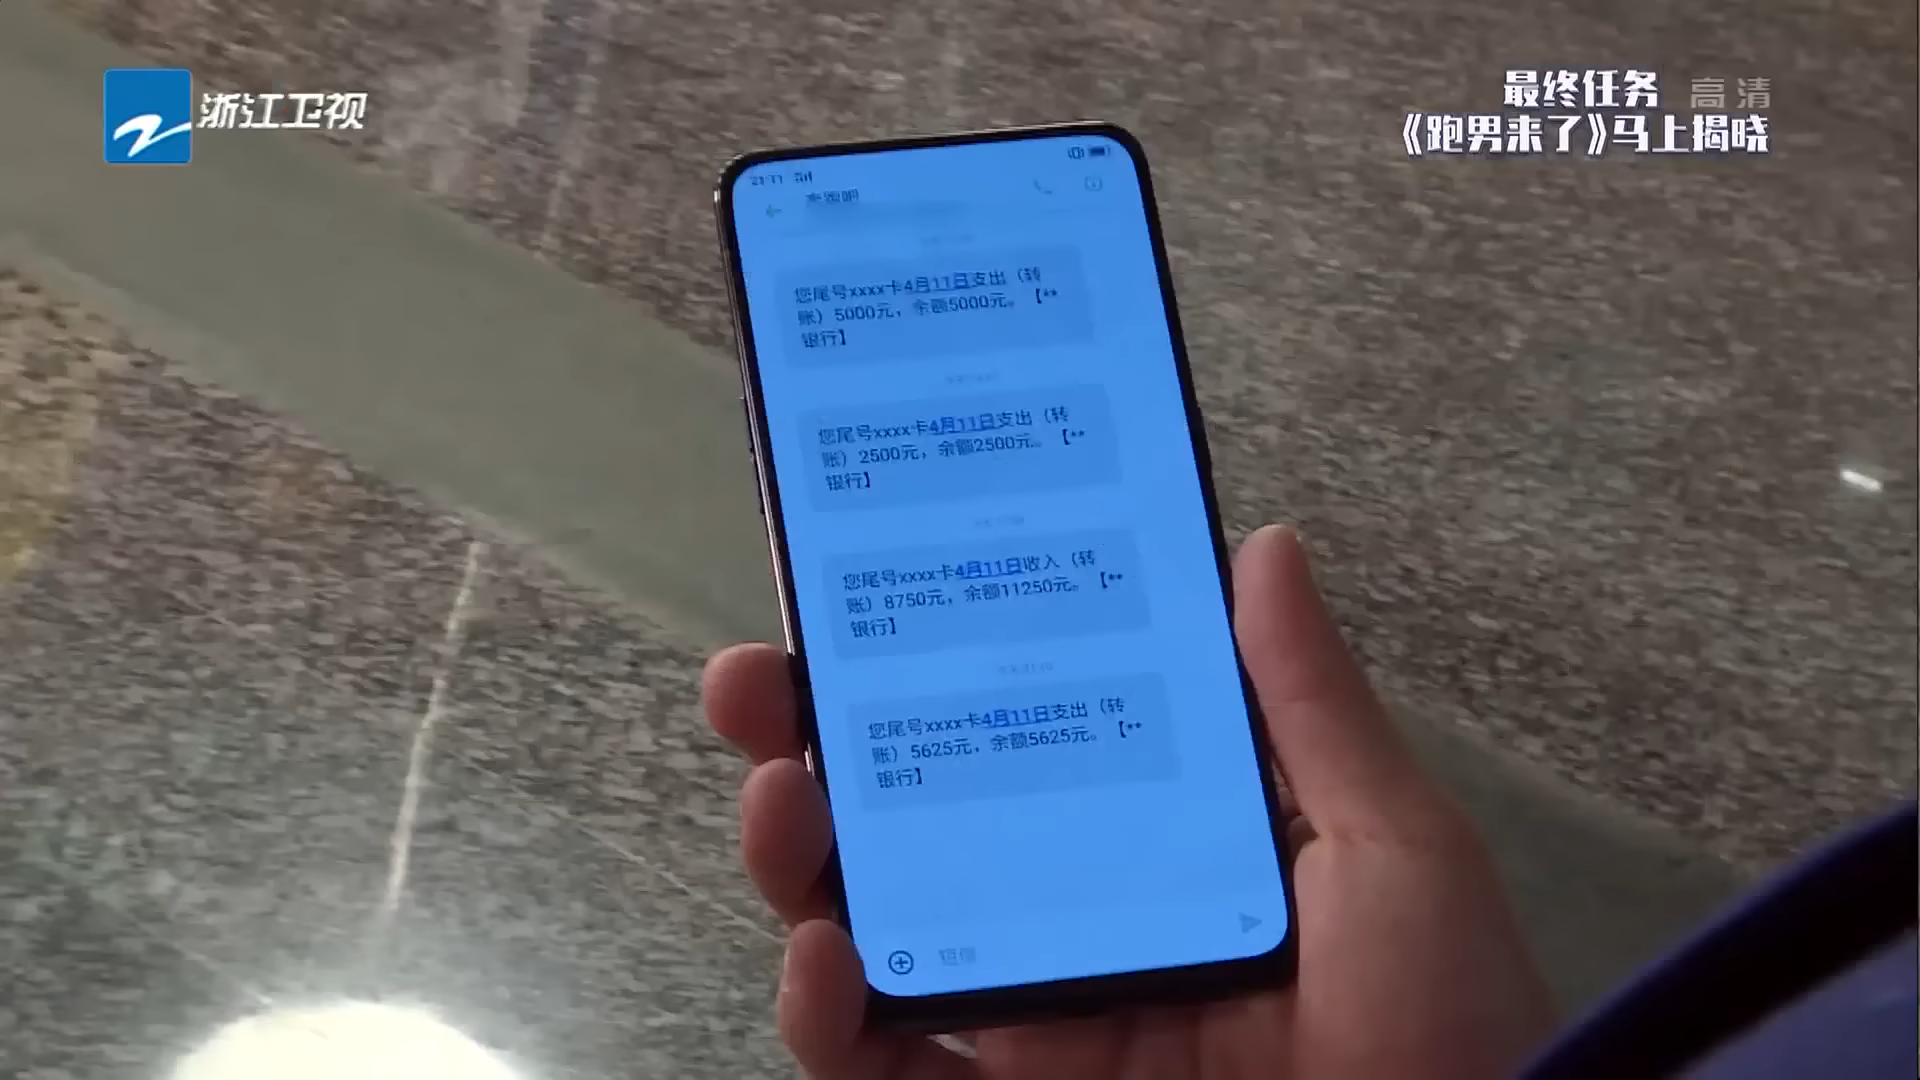 浙江卫视
最终任务 高清
《跑男来了》马上揭晓
您尾号xxxx卡4月11日支出（转
账）5000元，余额5000元。【**
银行】
您尾号xxxx卡4月11日支出（转
账）2500元，余额2500元。【**
银行】
您尾号xxxx卡4月11日收入（转
账）8750元，余额11250元。【**
银行】
您尾号xxxx卡4月11日支出（转
账）5625元，余额5625元。【**
银行】
短信